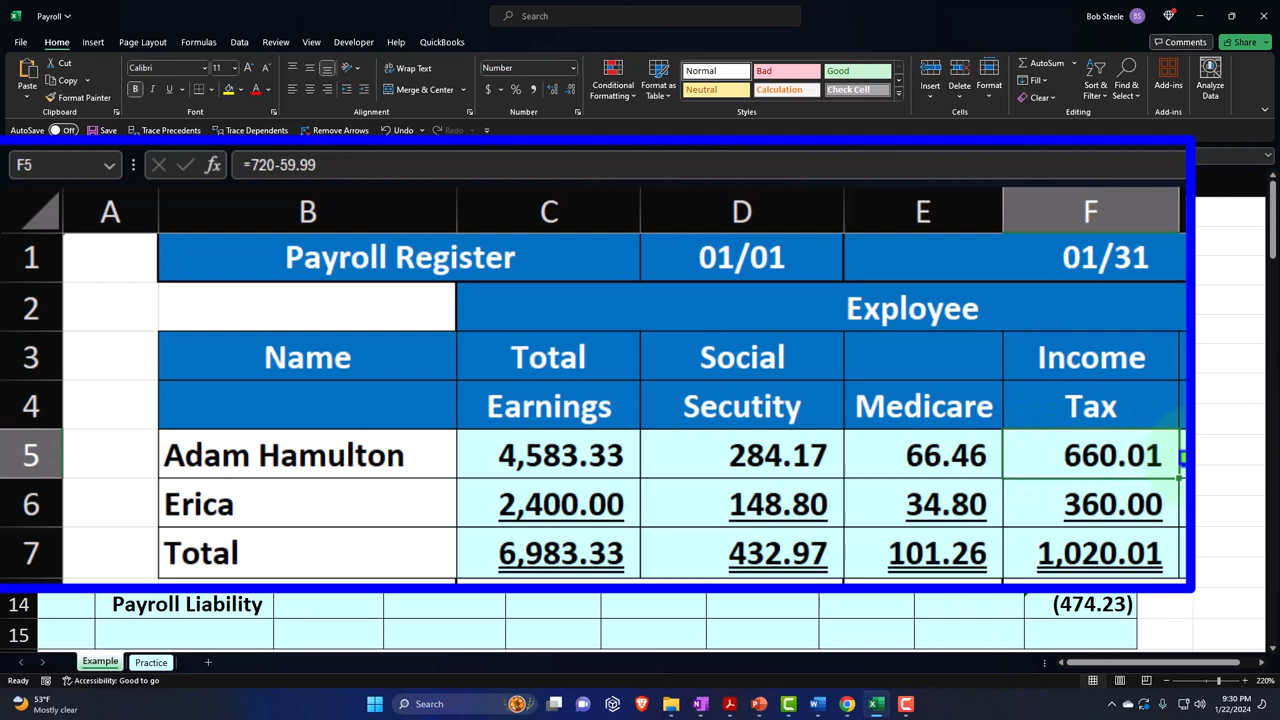 Payroll
Search
Bob Steele BS
File Home Insert Page Layout Formulas Data Review View Developer Help QuickBooks
Comments Share
Paste Cut Copy Format Painter
Clipboard
Calibri 11 A A
B I U A
Font
Wrap Text
Merge & Center
Alignment
Number
$ % ,
Number
Conditional Formatting
Format as Table
Normal Bad Good
Neutral Calculation Check Cell
Styles
Insert Delete Format
Cells
AutoSum
Fill
Clear
Sort & Filter
Find & Select
Editing
Add-ins
Add-ins
Analyze Data
AutoSave Off Save Trace Precedents Trace Dependents Remove Arrows Undo Redo
F5 fx =720-59.99
A B C D E F
1 Payroll Register 01/01 01/31
2 Exployee
3 Name Total Social Income
4 Earnings Secutity Medicare Tax
5 Adam Hamulton 4,583.33 284.17 66.46 660.01
6 Erica 2,400.00 148.80 34.80 360.00
7 Total 6,983.33 432.97 101.26 1,020.01
14 Payroll Liability (474.23)
15
Example Practice
Ready Accessibility: Good to go 220%
53°F
Mostly clear
Search
9:30 PM
1/22/2024